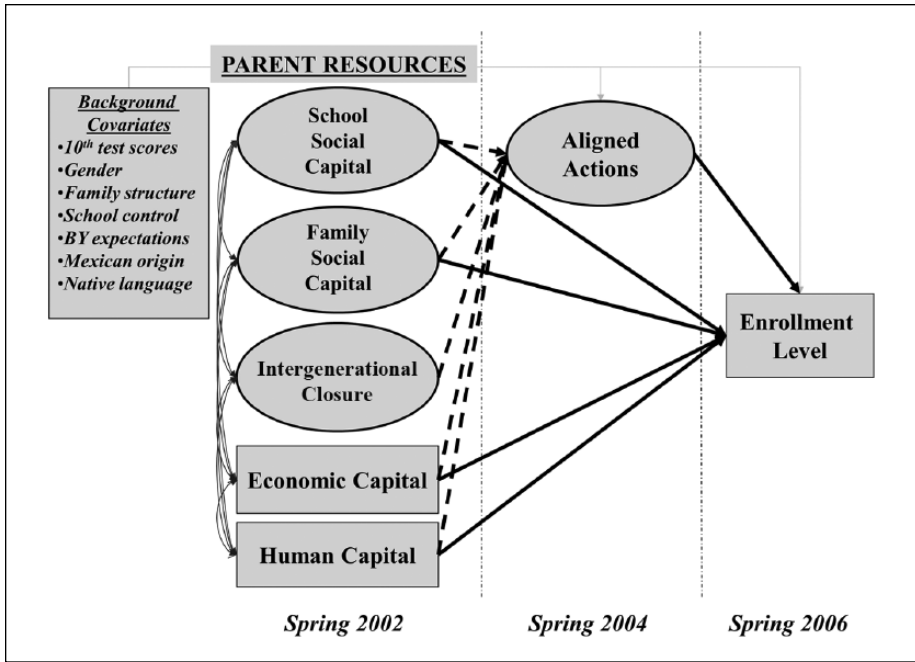 PARENT RESOURCES
Background
Covariates
•10th test scores
•Gender
•Family structure
•School control
•BY expectations
•Mexican origin
•Native language
School
Social
Capital
Family
Social
Capital
Intergenerational
Closure
Economic Capital
Human Capital
Aligned
Actions
Enrollment
Level
Spring 2002
Spring 2004
Spring 2006